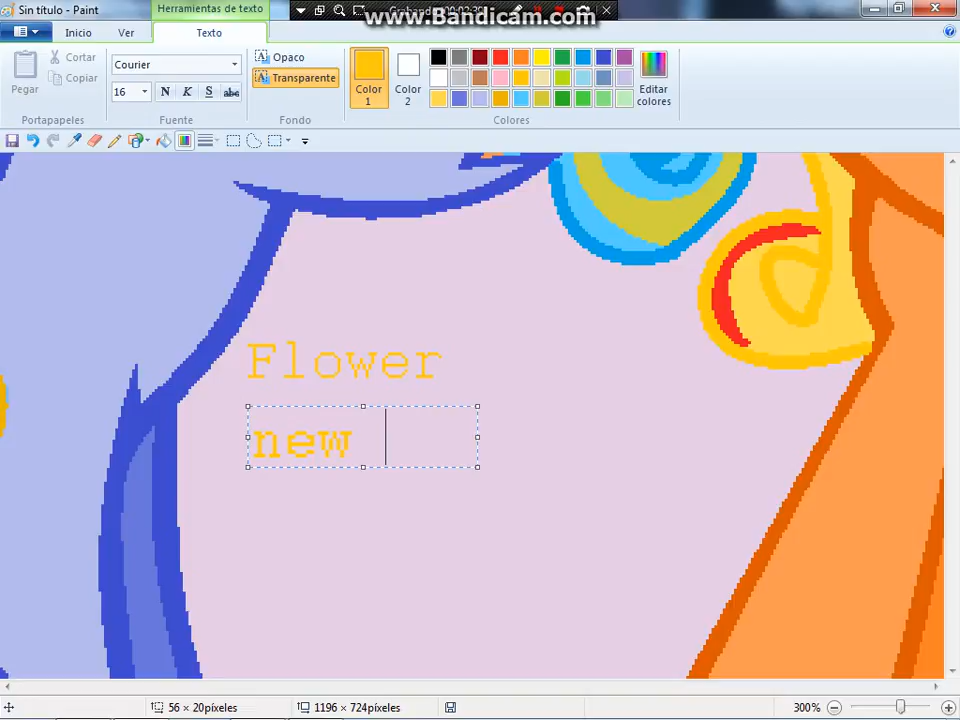 Sin título - Paint
Herramientas de texto
www.Bandicam.com
Inicio
Ver
Texto
Pegar
Cortar
Copiar
Portapapeles
Courier
16
N K S abc
Fuente
Opaco
Transparente
Fondo
Color 1
Color 2
Editar colores
Colores
Flower
new
56 × 20píxeles
1196 × 724píxeles
300%